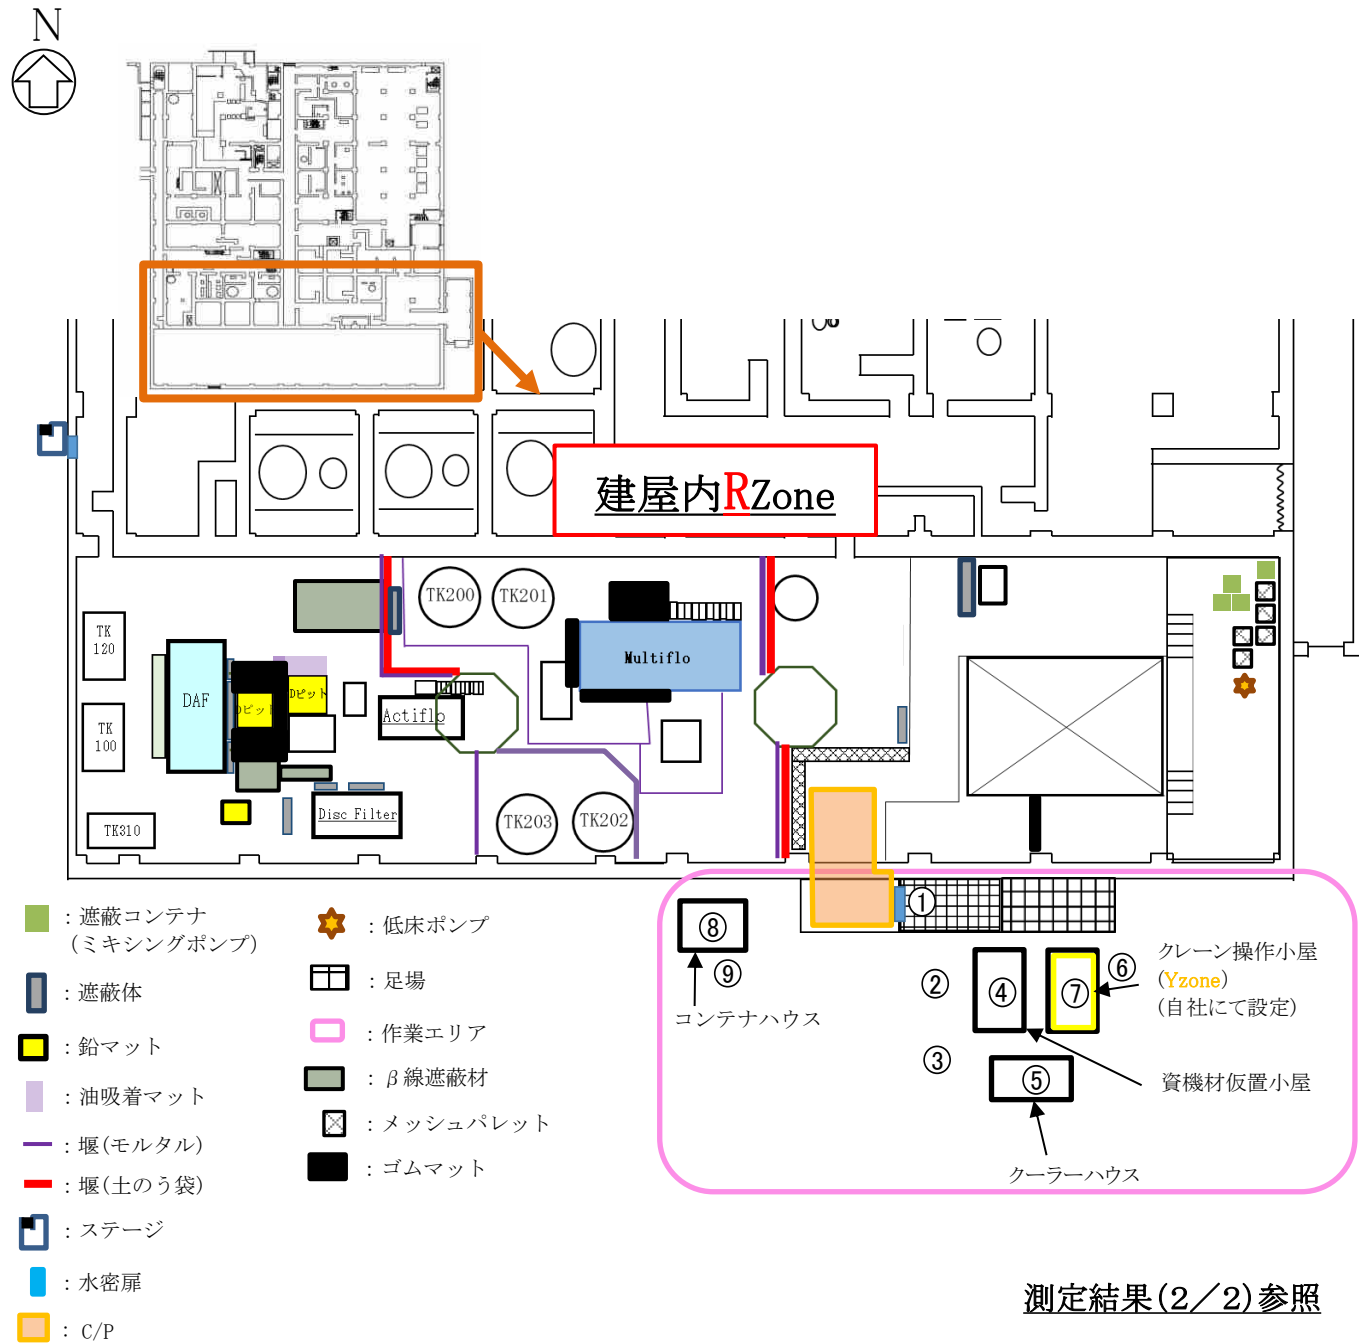 N
建屋内RZone
TK200
TK201
TK
120
DAF
Dピット
Dピット
Multiflo
TK
100
Actiflo
TK310
Disc Filter
TK203
TK202
①
⑧
⑨
②
④
⑦
⑥
③
⑤
クレーン操作小屋
(Yzone)
(自社にて設定)
コンテナハウス
資機材仮置小屋
クーラーハウス
：遮蔽コンテナ
(ミキシングポンプ)
：遮蔽体
：鉛マット
：油吸着マット
：堰(モルタル)
：堰(土のう袋)
：ステージ
：水密扉
：C/P
：低床ポンプ
：足場
：作業エリア
：β線遮蔽材
：メッシュパレット
：ゴムマット
測定結果(2／2)参照